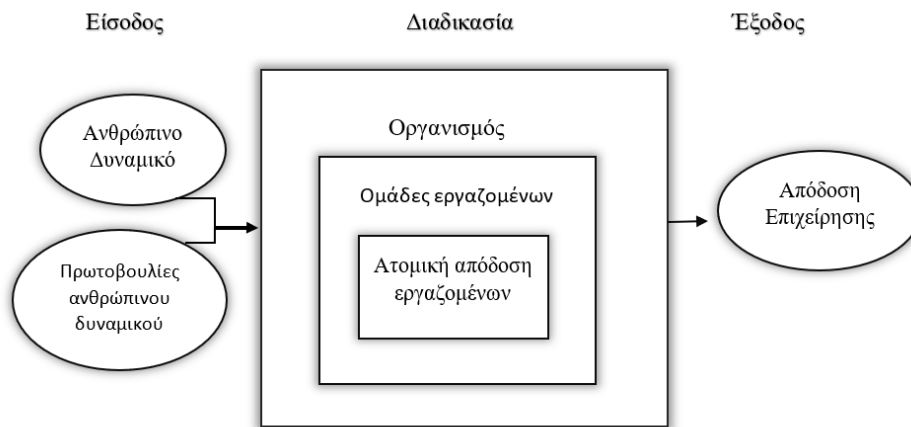 Είσοδος
Διαδικασία
Έξοδος
Ανθρώπινο
Δυναμικό
Πρωτοβουλίες
ανθρώπινου
δυναμικού
Οργανισμός
Ομάδες εργαζομένων
Ατομική απόδοση
εργαζομένων
Απόδοση
Επιχείρησης